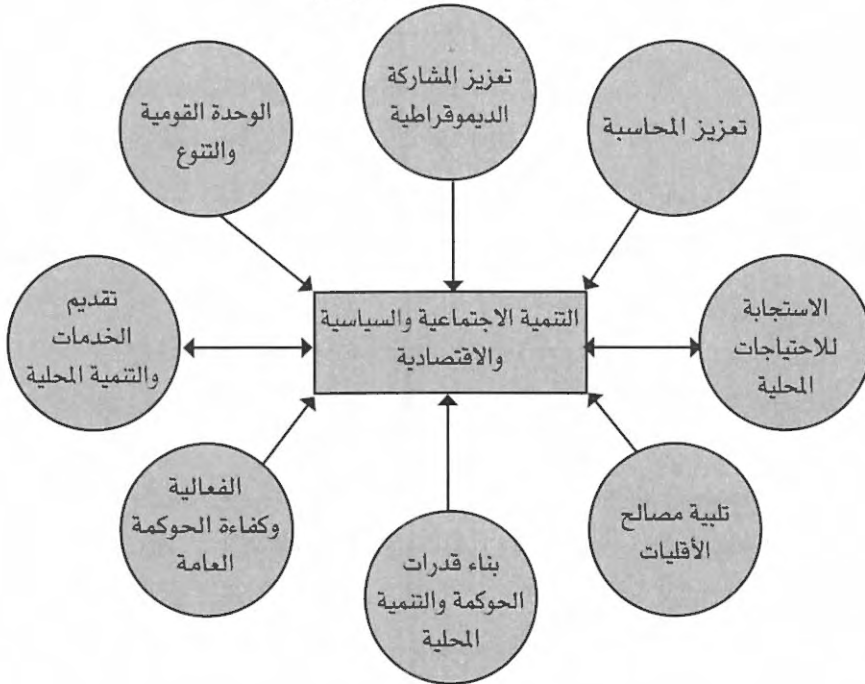 تعزيز المشاركة
الديموقراطية
الوحدة القومية
والتنوع
تعزيز المحاسبة
التنمية الاجتماعية والسياسية
والاقتصادية
الاستجابة
للاحتياجات
المحلية
تقديم
الخدمات
والتنمية المحلية
تلبية مصالح
الأقليات
الفعالية
وكفاءة الحوكمة
العامة
بناء قدرات
الحوكمة والتنمية
المحلية